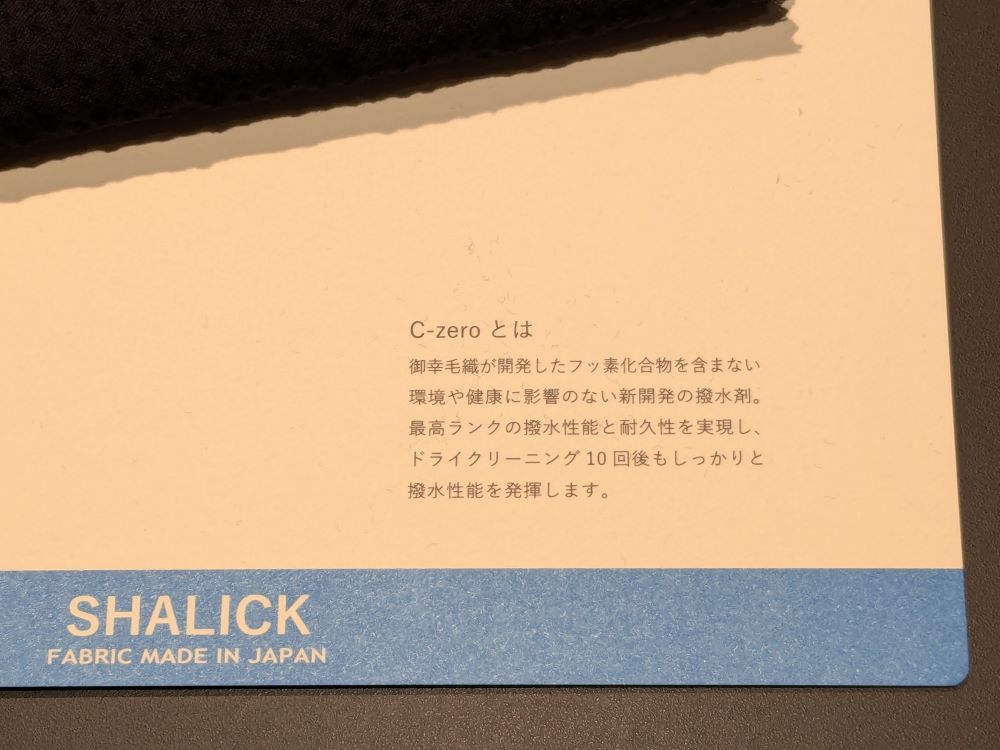 C-zero とは
御幸毛織が開発したフッ素化合物を含まない
環境や健康に影響のない新開発の撥水剤。
最高ランクの撥水性能と耐久性を実現し、
ドライクリーニング 10 回後もしっかりと
撥水性能を発揮します。
SHALICK
FABRIC MADE IN JAPAN